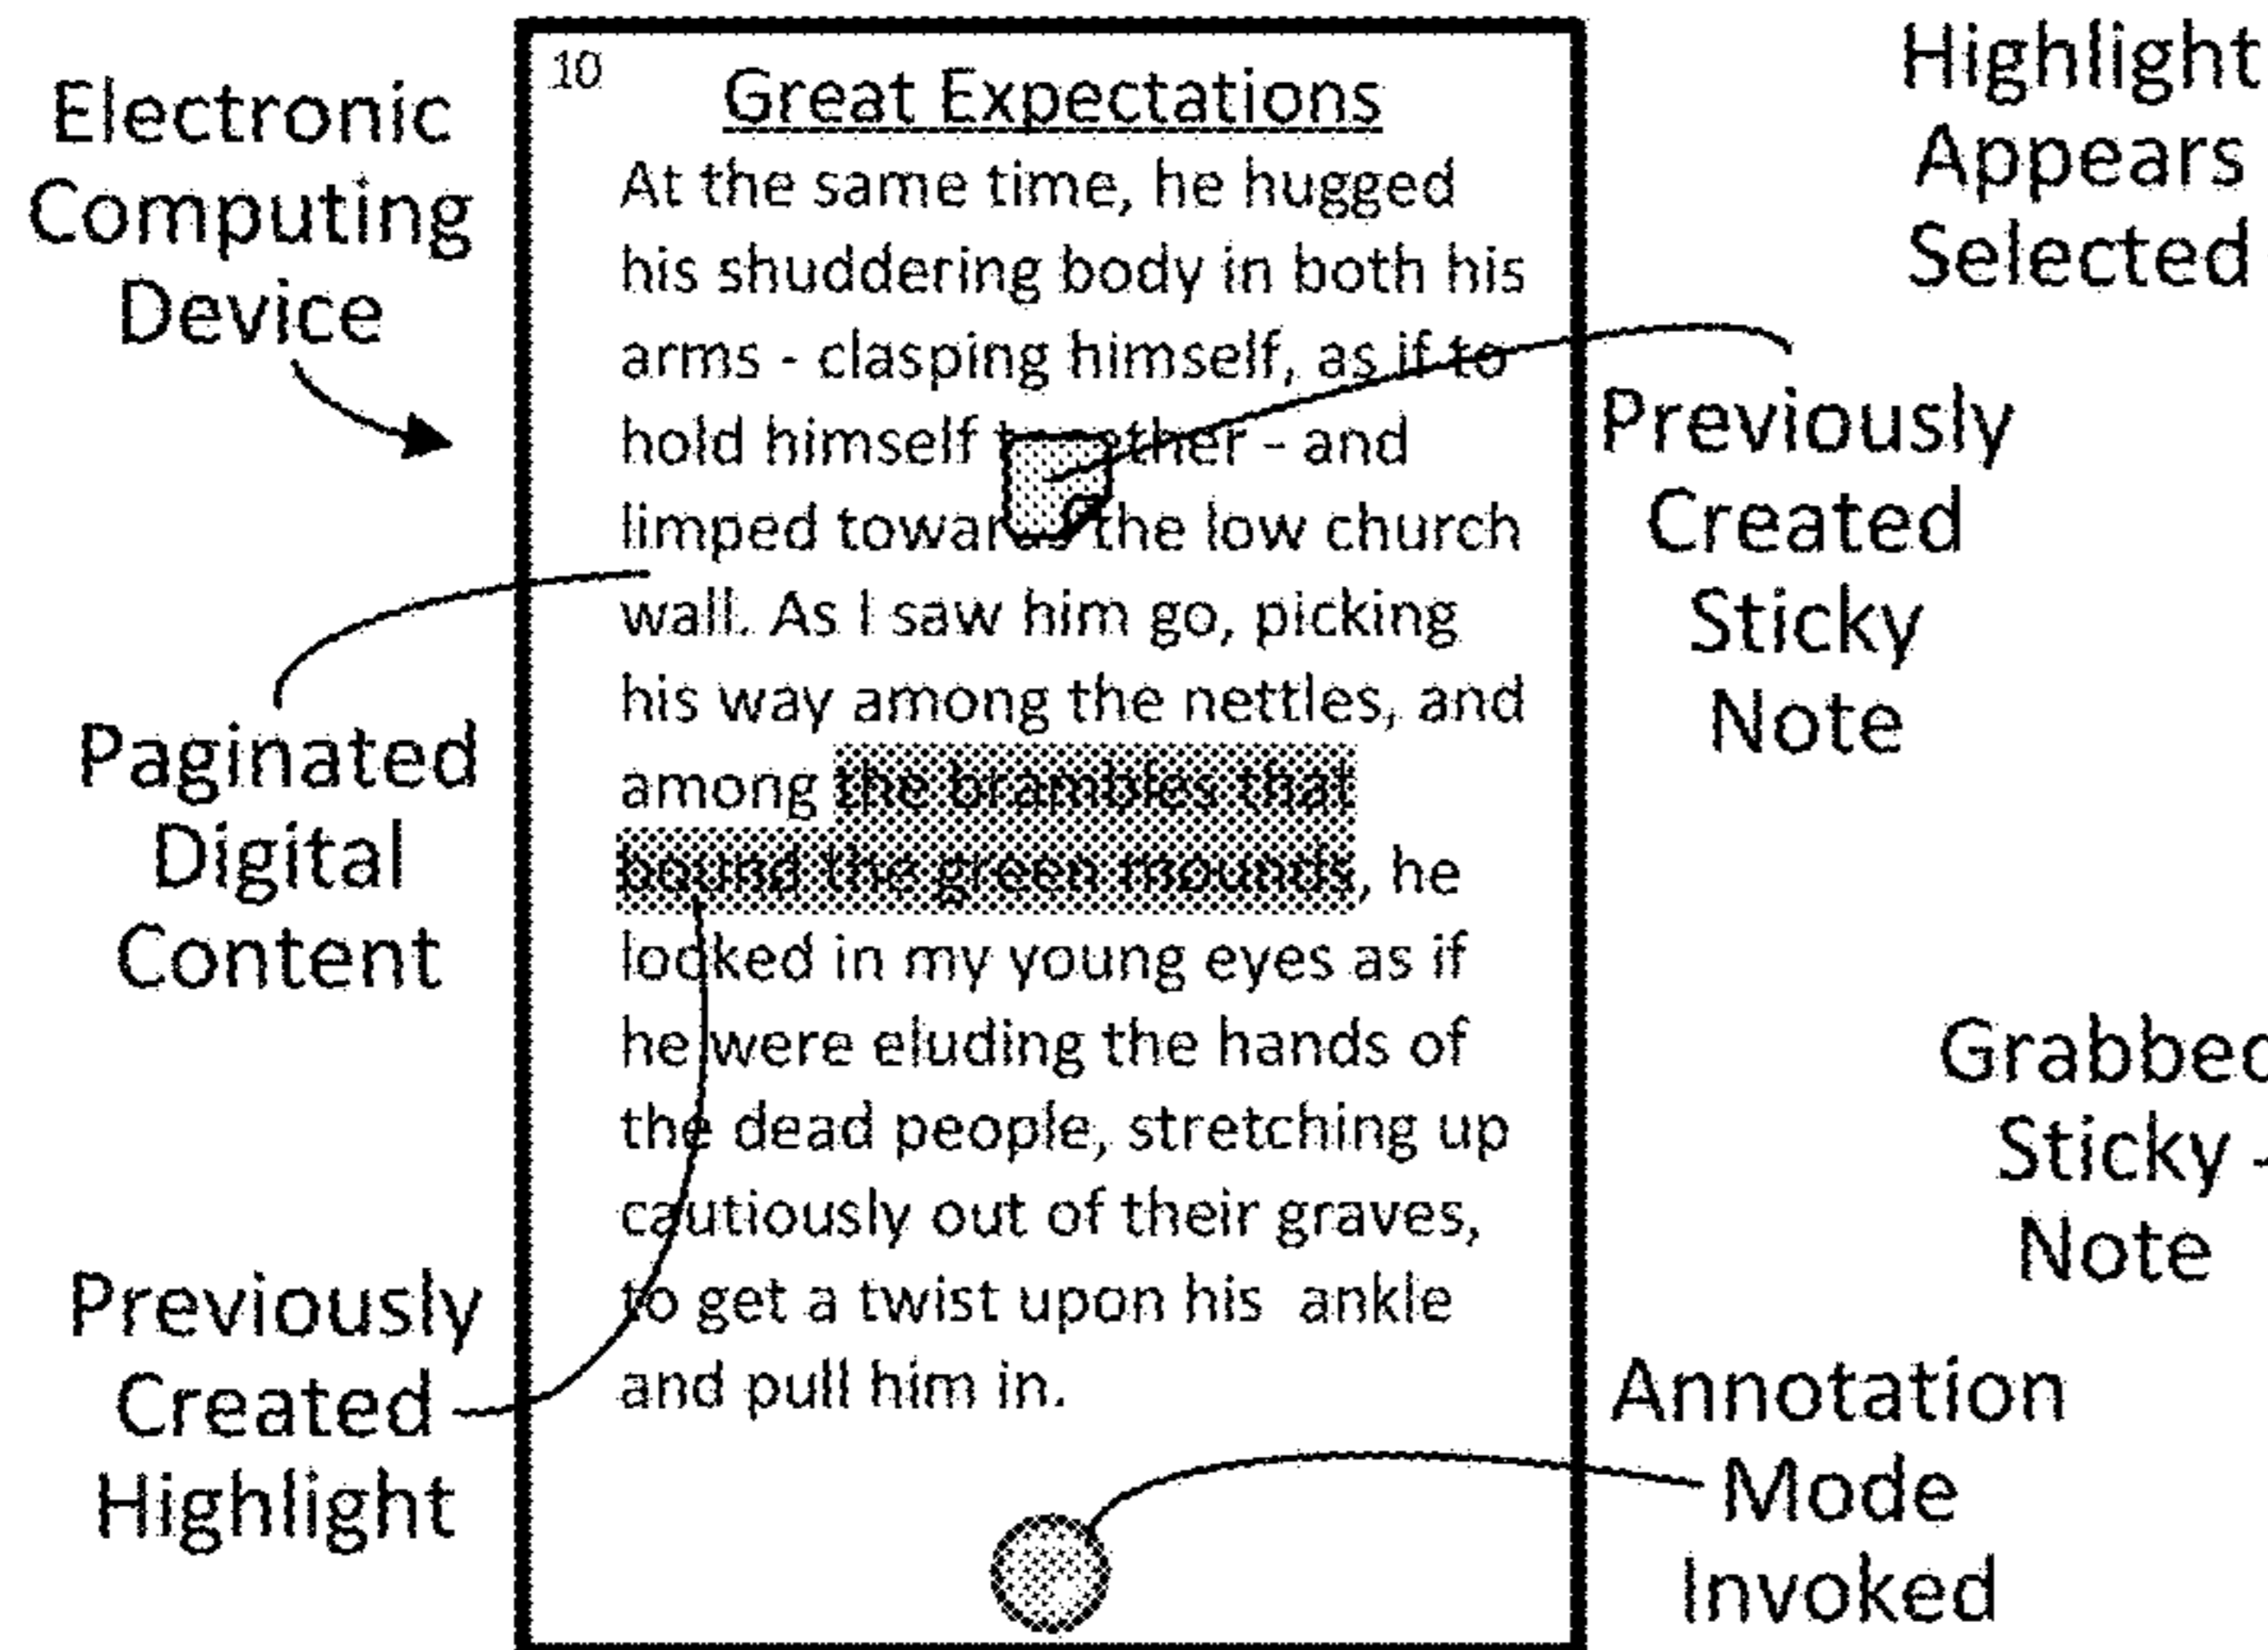 Electronic
Computing
Device
Paginated
Digital
Content
Previously
Created
Highlight
10
Great Expectations
At the same time, he hugged
his shuddering body in both his
arms - clasping himself, as if to
hold himself together - and
limped towards the low church
wall. As I saw him go, picking
his way among the nettles, and
among the brambles that
bound the green mounds, he
looked in my young eyes as if
he were eluding the hands of
the dead people, stretching up
cautiously out of their graves,
to get a twist upon his ankle
and pull him in.
Previously
Created
Sticky
Note
Annotation
Mode
Invoked
Highlight
Appears
Selected
Grabbed
Sticky
Note